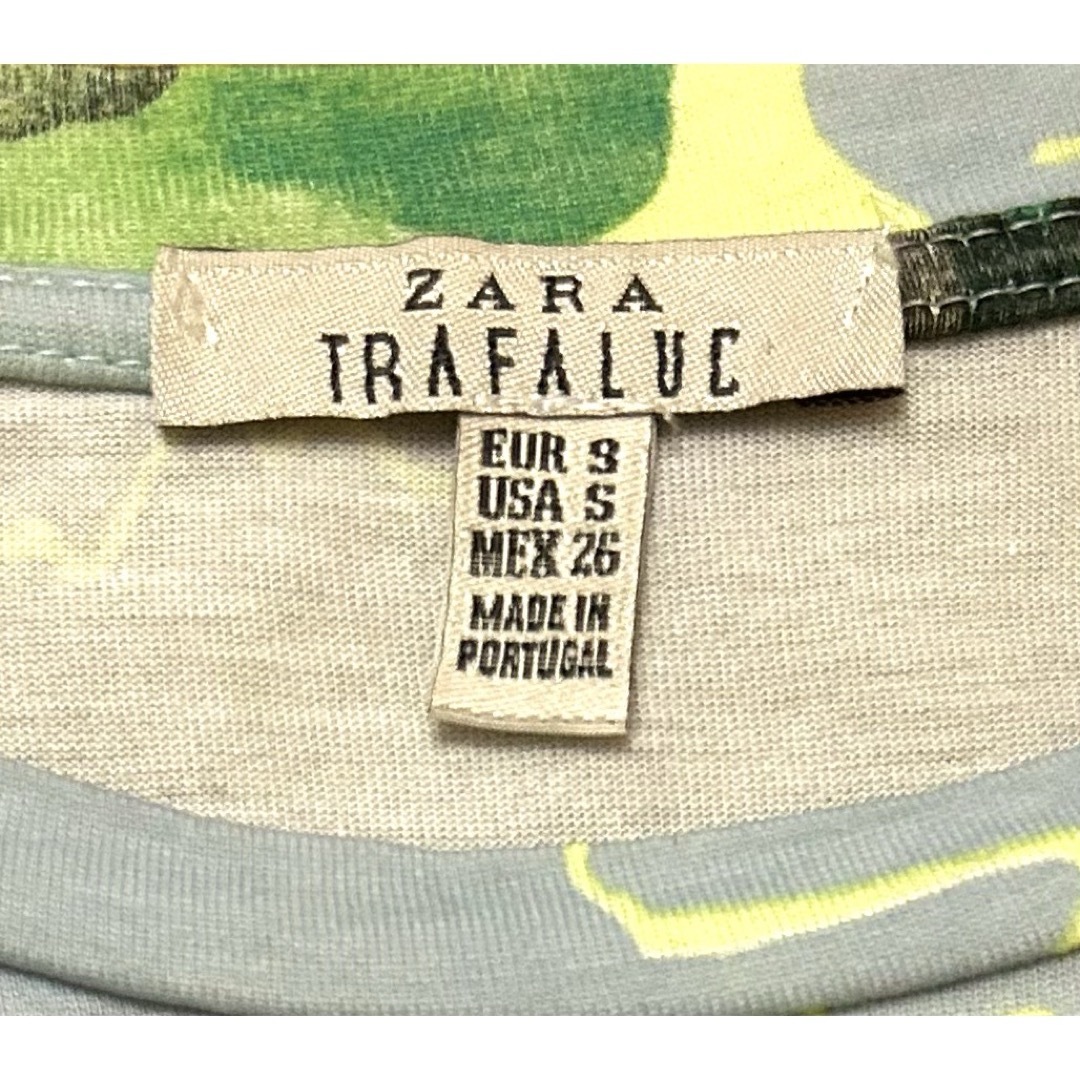 ZARA
TRAFALUC
EUR S
USA S
MEX 26
MADE IN
PORTUGAL